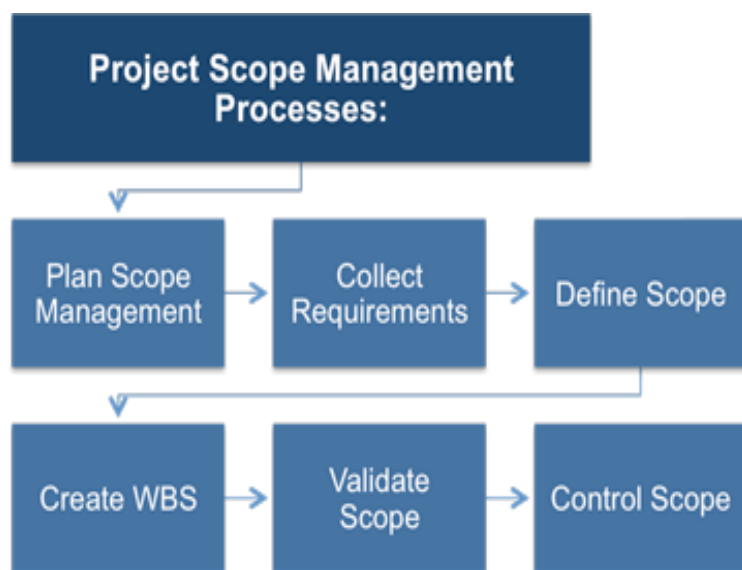 Project Scope Management
Processes:
Plan Scope
Management
Collect
Requirements
Define Scope
Create WBS
Validate
Scope
Control Scope